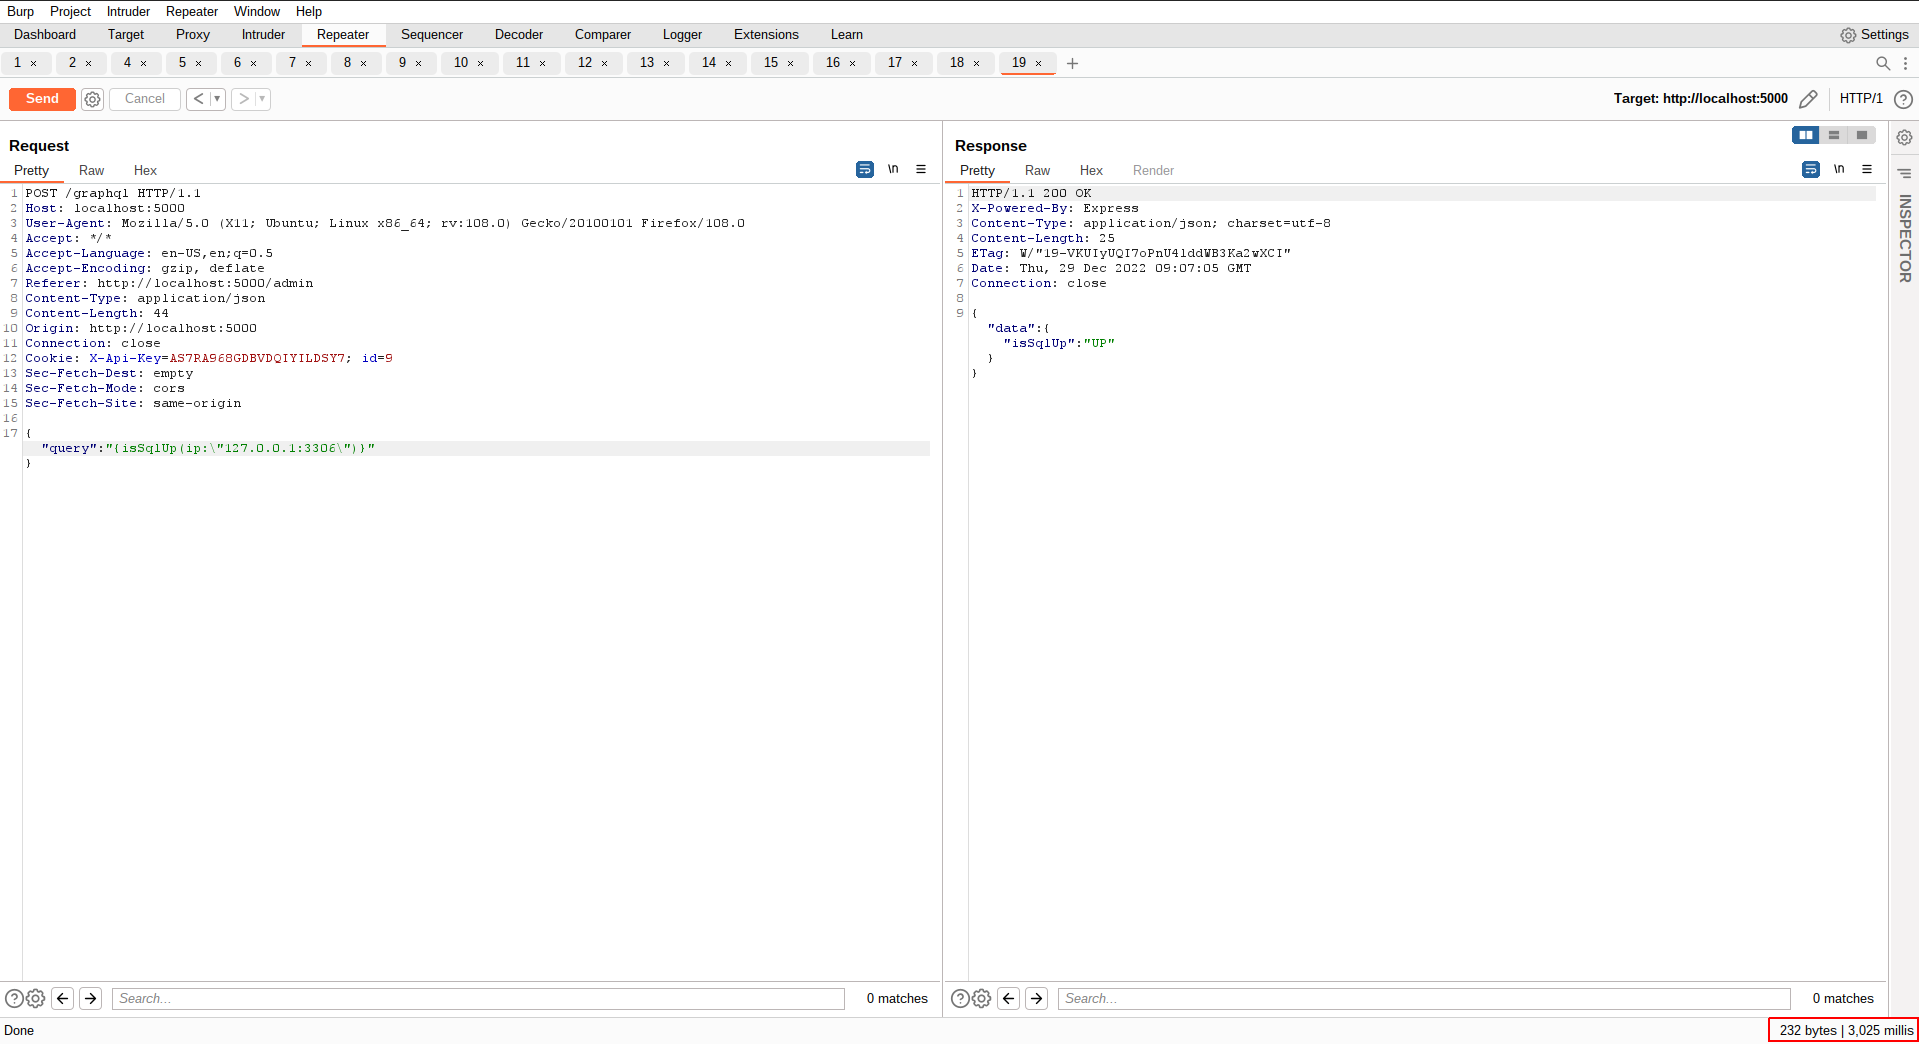 Burp Project Intruder Repeater Window Help
Dashboard Target Proxy Intruder Repeater Sequencer Decoder Comparer Logger Extensions Learn Settings
1 × 2 × 4 × 5 × 6 × 7 × 8 × 9 × 10 × 11 × 12 × 13 × 14 × 15 × 16 × 17 × 18 × 19 × +
Send Cancel < > Target: http://localhost:5000 HTTP/1 ?
Request
Pretty Raw Hex \n
1 POST /graphql HTTP/1.1
2 Host: localhost:5000
3 User-Agent: Mozilla/5.0 (X11; Ubuntu; Linux x86_64; rv:108.0) Gecko/20100101 Firefox/108.0
4 Accept: */*
5 Accept-Language: en-US,en;q=0.5
6 Accept-Encoding: gzip, deflate
7 Referer: http://localhost:5000/admin
8 Content-Type: application/json
9 Content-Length: 44
10 Origin: http://localhost:5000
11 Connection: close
12 Cookie: X-Api-Key=AS7RA968GDBVDQIYILDSY7; id=9
13 Sec-Fetch-Dest: empty
14 Sec-Fetch-Mode: cors
15 Sec-Fetch-Site: same-origin
16
17 {
"query":"{isSqlUp(ip:\"127.0.0.1:3306\")}"
}
? Search... 0 matches
Response
Pretty Raw Hex Render \n
1 HTTP/1.1 200 OK
2 X-Powered-By: Express
3 Content-Type: application/json; charset=utf-8
4 Content-Length: 25
5 ETag: W/"19-VKUIyUQI7oPnU4lddWB3Ka2wXCI"
6 Date: Thu, 29 Dec 2022 09:07:05 GMT
7 Connection: close
8
9 {
"data":{
"isSqlUp":"UP"
}
}
? Search... 0 matches
INSPECTOR
Done
232 bytes | 3,025 millis